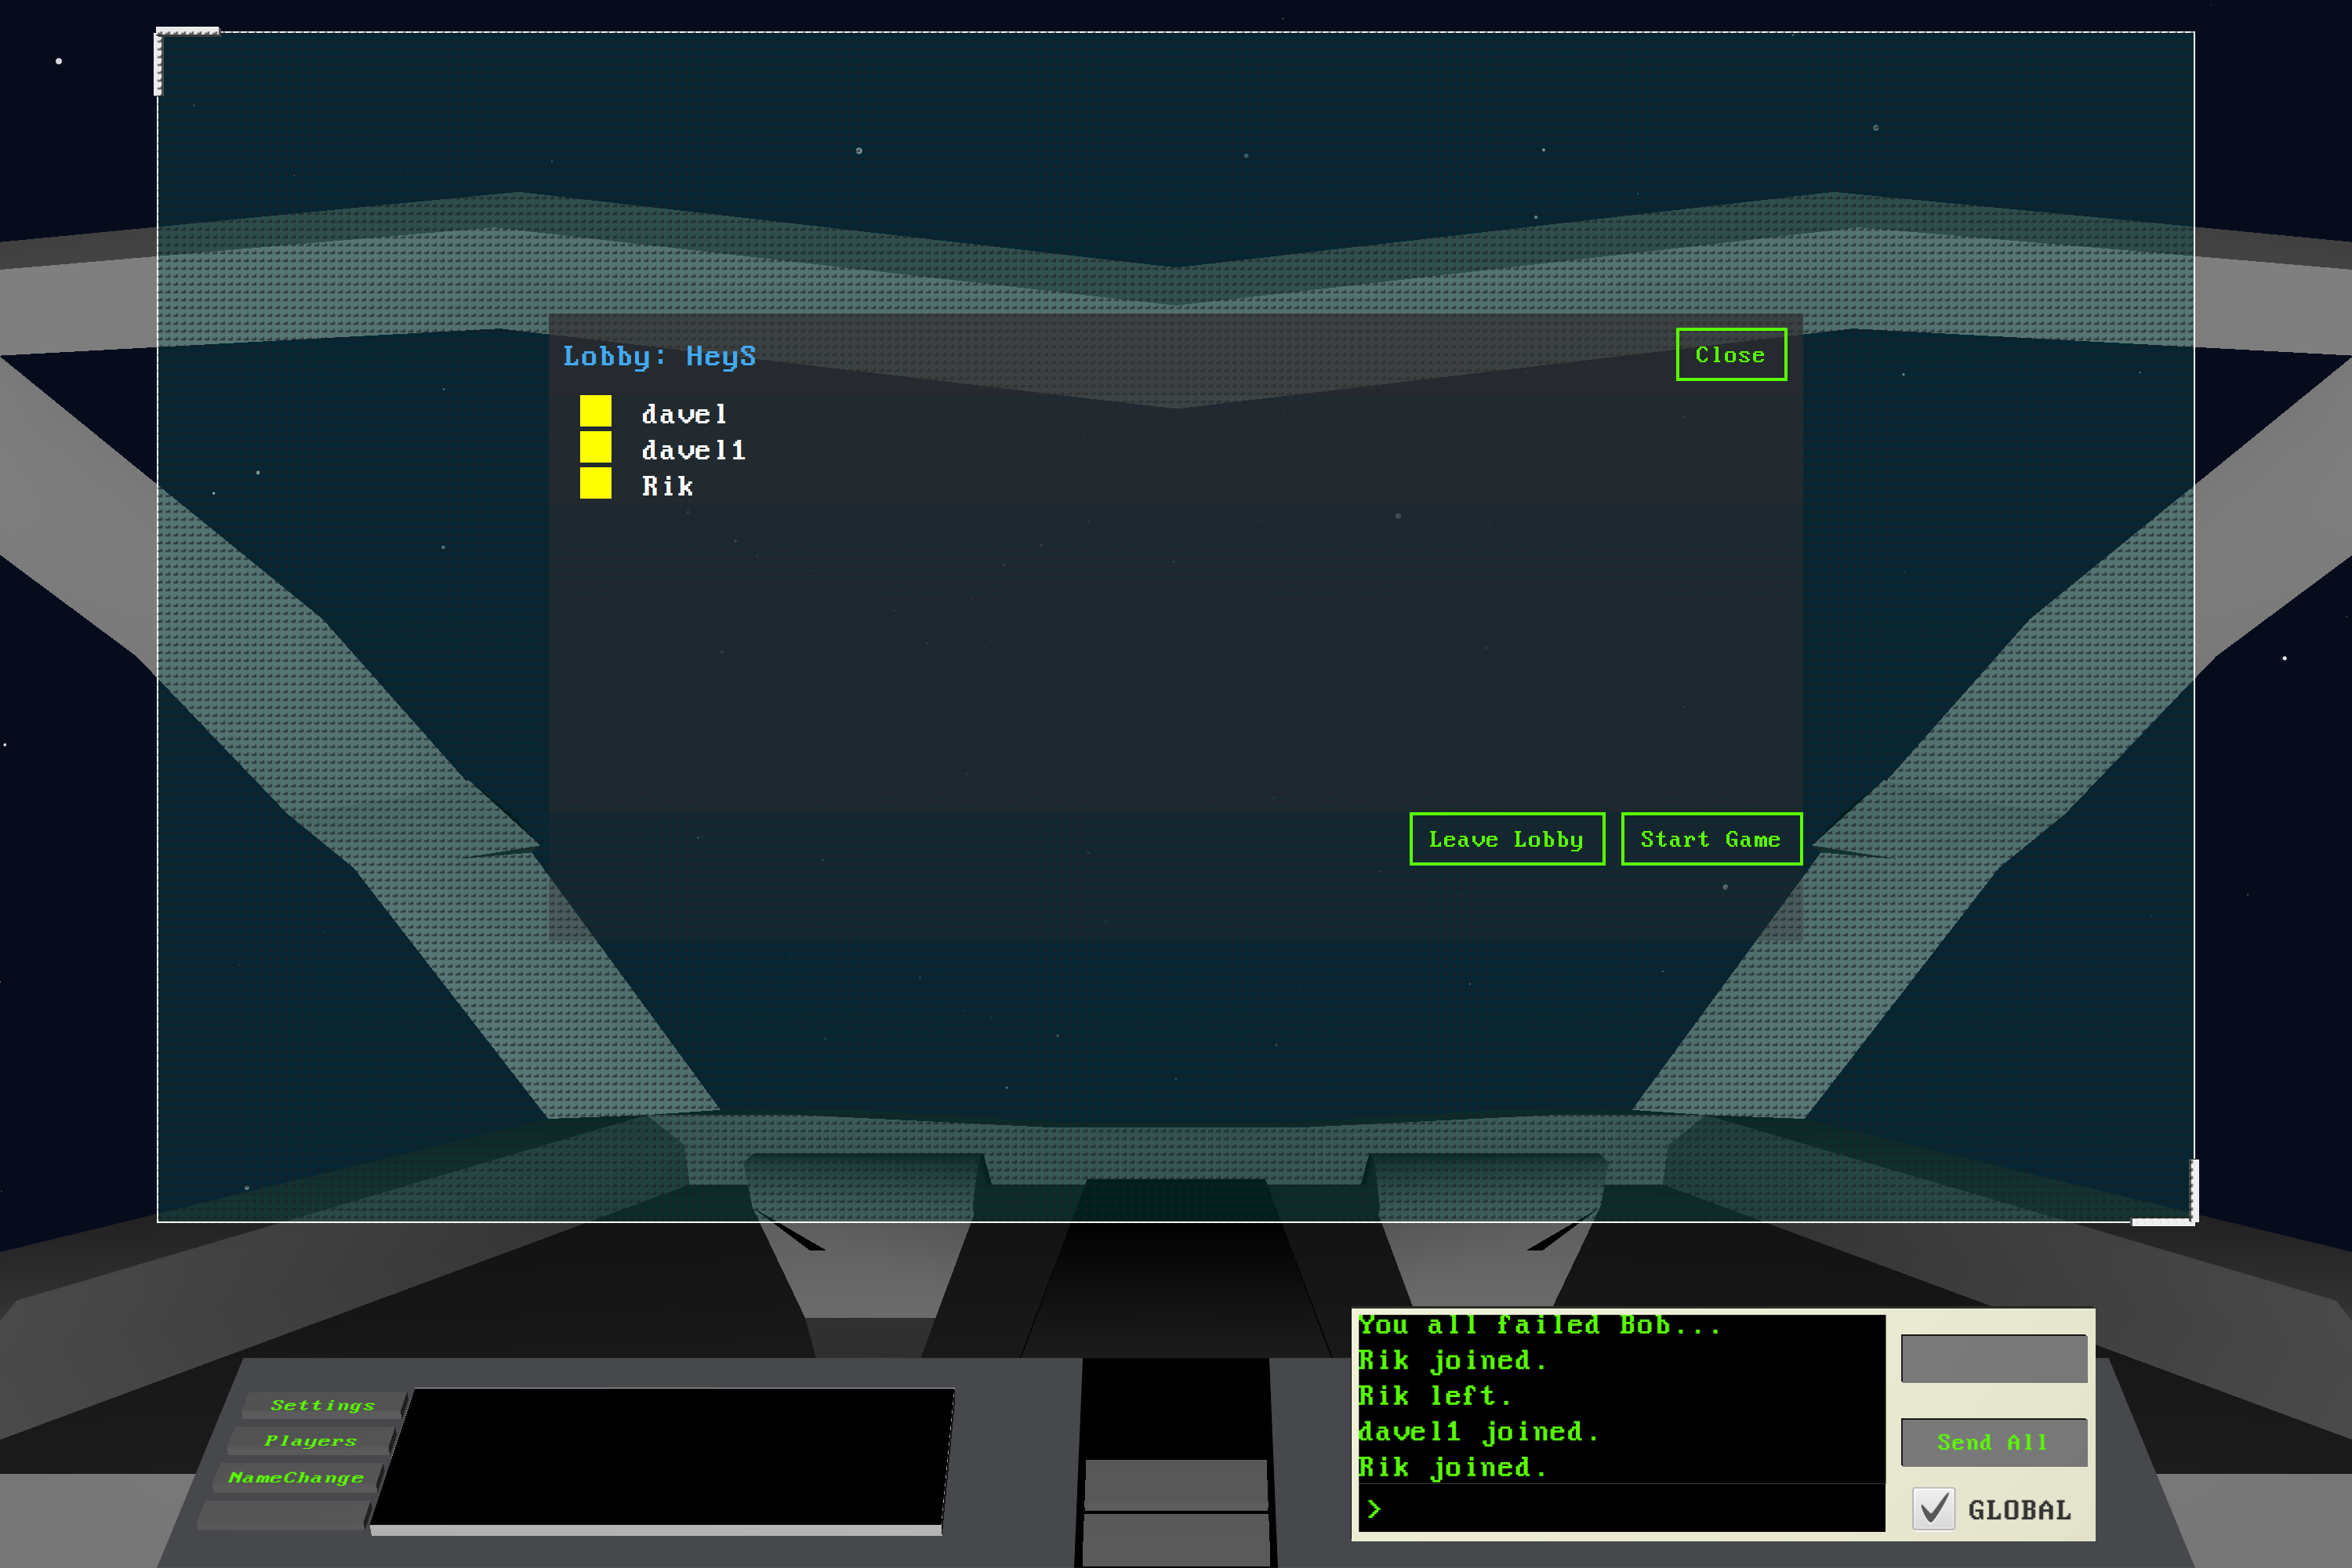 Lobby: HeyS
Close
davel
davel1
Rik
Leave Lobby
Start Game
You all failed Bob...
Rik joined.
Rik left.
davel1 joined.
Rik joined.
>
Send All
GLOBAL
Settings
Players
NameChange